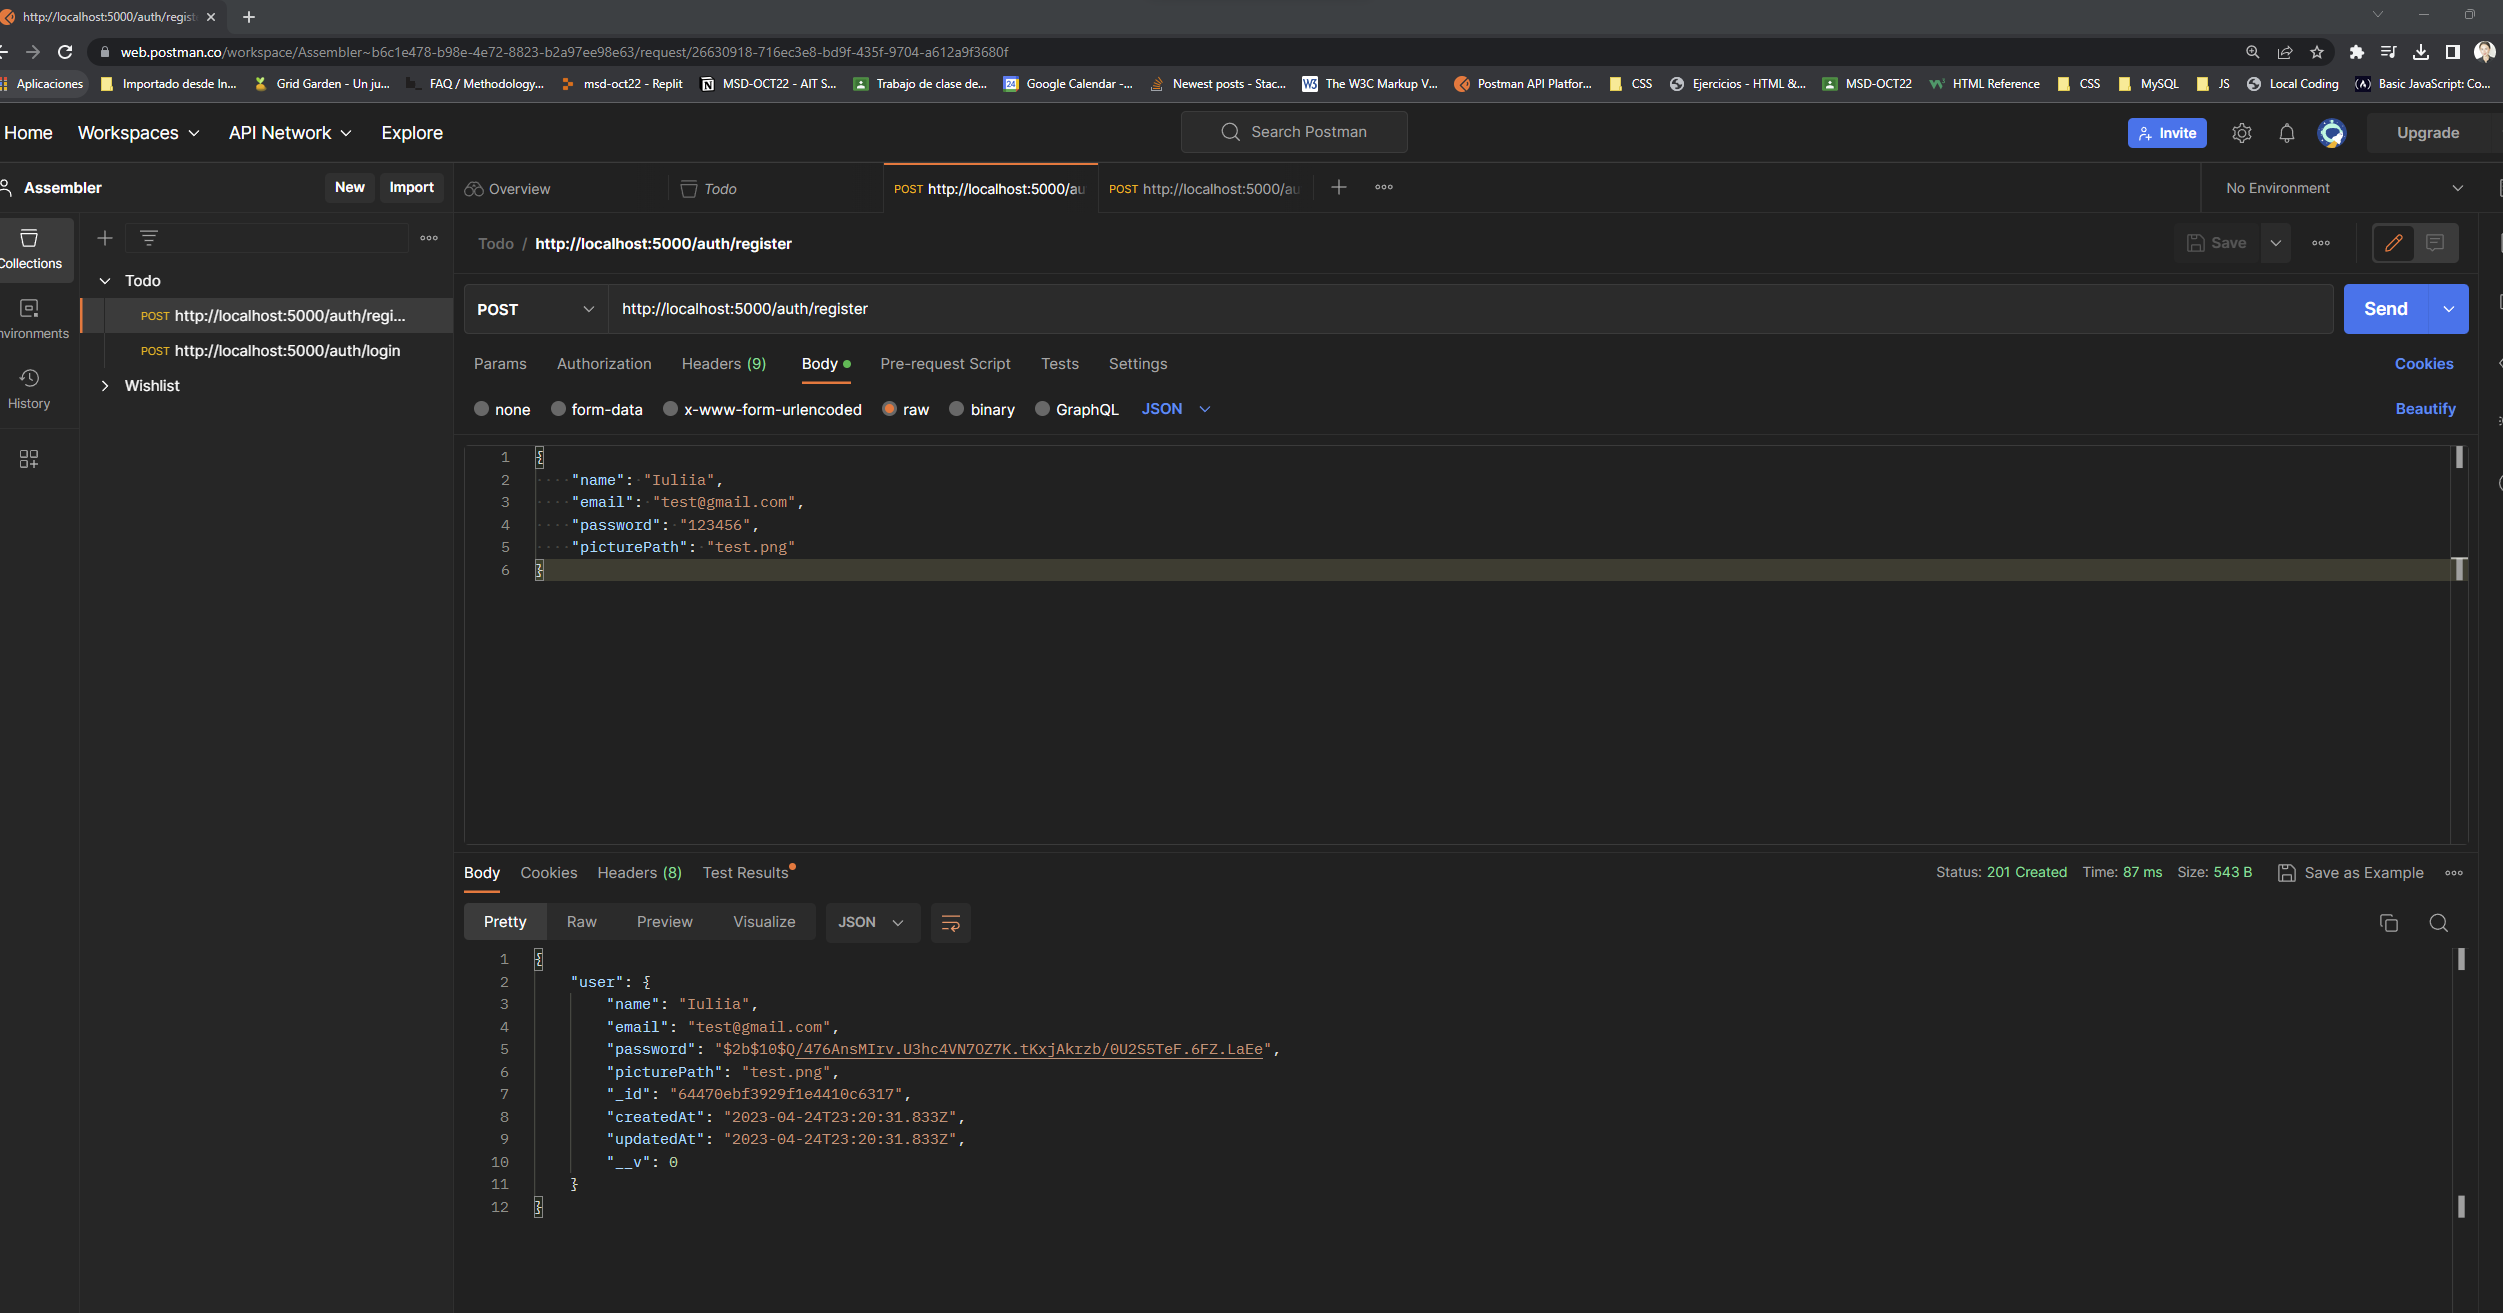 http://localhost:5000/auth/regist
web.postman.co/workspace/Assembler~b6c1e478-b98e-4e72-8823-b2a97ee98e63/request/26630918-716ec3e8-bd9f-435f-9704-a612a9f3680f
Aplicaciones Importado desde In... Grid Garden - Un ju... FAQ / Methodology... msd-oct22 - Replit MSD-OCT22 - AIT S... Trabajo de clase de... Google Calendar -... Newest posts - Stac... The W3C Markup V... Postman API Platfor... CSS Ejercicios - HTML &... MSD-OCT22 HTML Reference CSS MySQL JS Local Coding Basic JavaScript: Co...
Home Workspaces API Network Explore Search Postman Invite Upgrade
Assembler New Import Overview Todo POST http://localhost:5000/au POST http://localhost:5000/au No Environment
Collections
Environments
History
Todo
POST http://localhost:5000/auth/regi...
POST http://localhost:5000/auth/login
Wishlist
Todo / http://localhost:5000/auth/register Save
POST http://localhost:5000/auth/register Send
Params Authorization Headers (9) Body Pre-request Script Tests Settings Cookies
none form-data x-www-form-urlencoded raw binary GraphQL JSON Beautify
1 {
2 "name": "Iuliia",
3 "email": "test@gmail.com",
4 "password": "123456",
5 "picturePath": "test.png"
6 }
Body Cookies Headers (8) Test Results Status: 201 Created Time: 87 ms Size: 543 B Save as Example
Pretty Raw Preview Visualize JSON
1 {
2 "user": {
3 "name": "Iuliia",
4 "email": "test@gmail.com",
5 "password": "$2b$10$Q/476AnsMIrv.U3hc4VN7OZ7K.tKxjAkrzb/0U2S5TeF.6FZ.LaEe",
6 "picturePath": "test.png",
7 "_id": "64470ebf3929f1e4410c6317",
8 "createdAt": "2023-04-24T23:20:31.833Z",
9 "updatedAt": "2023-04-24T23:20:31.833Z",
10 "__v": 0
11 }
12 }